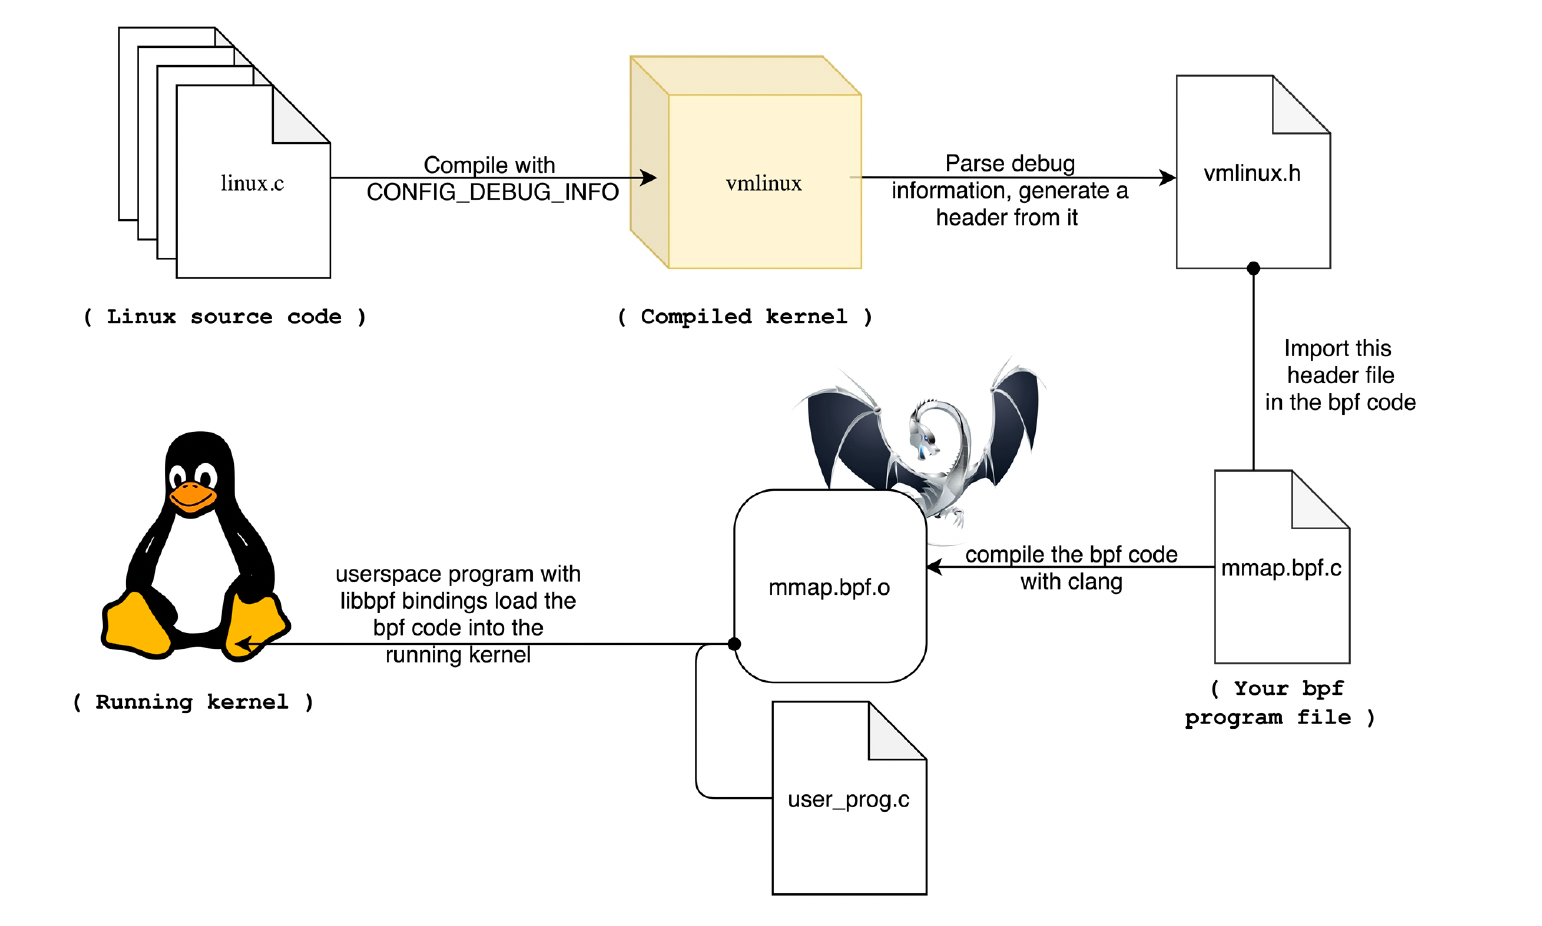 linux.c
Compile with
CONFIG_DEBUG_INFO
vmlinux
Parse debug
information, generate a
header from it
vmlinux.h
( Linux source code )
( Compiled kernel )
Import this
header file
in the bpf code
userspace program with
libbpf bindings load the
bpf code into the
running kernel
mmap.bpf.o
compile the bpf code
with clang
mmap.bpf.c
( Running kernel )
( Your bpf
program file )
user_prog.c